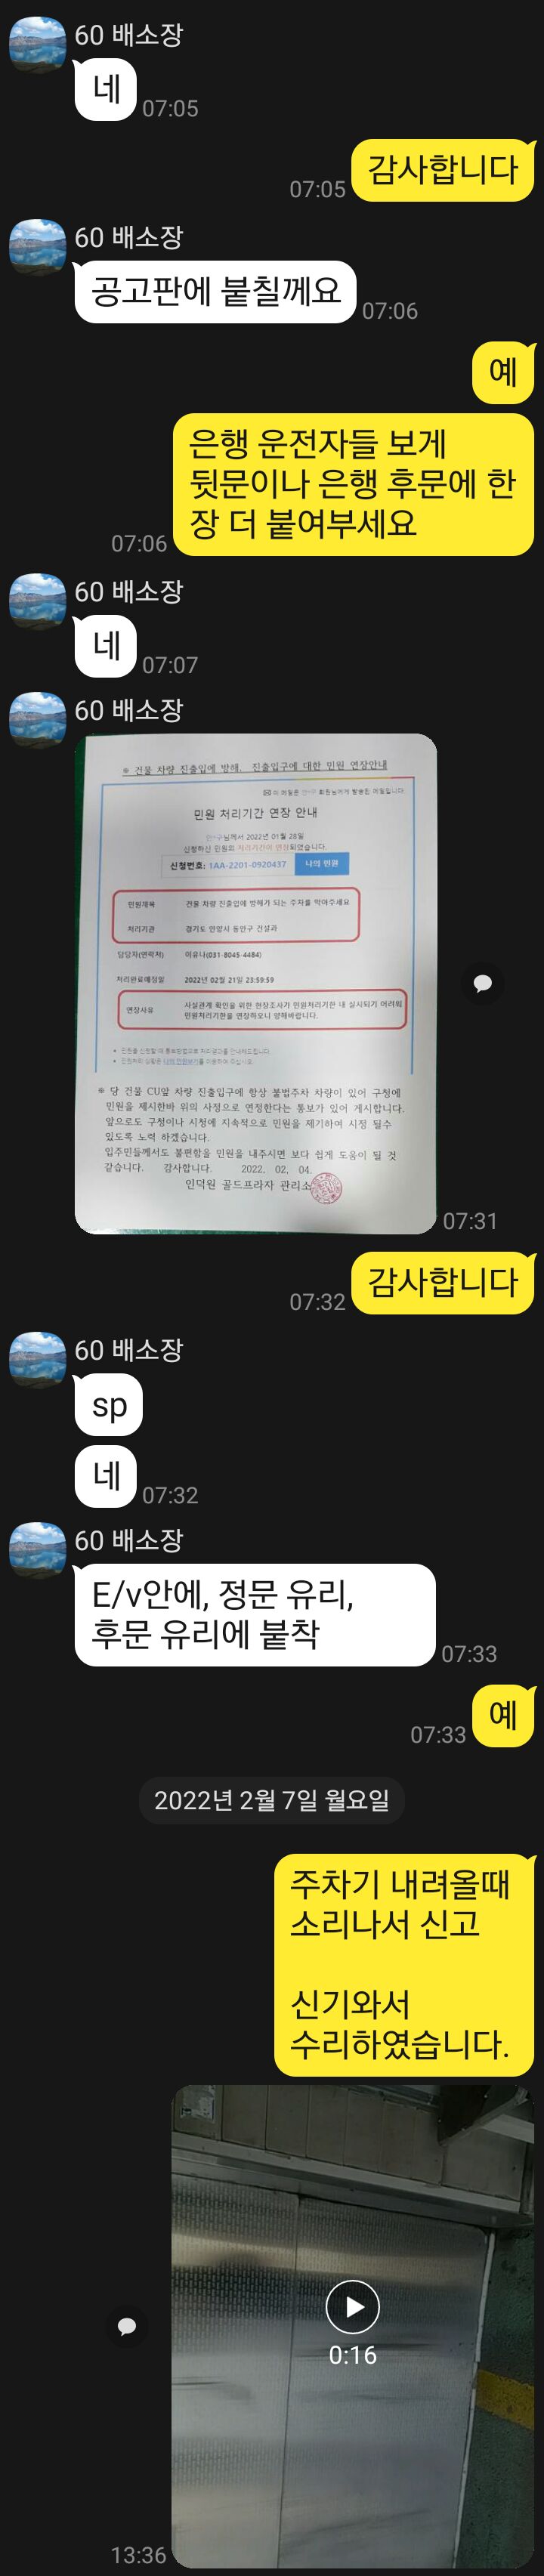 60 배소장
네
07:05
감사합니다
07:05
60 배소장
공고판에 붙칠께요
07:06
예
은행 운전자들 보게
뒷문이나 은행 후문에 한
장 더 붙여부세요
07:06
60 배소장
네
07:07
60 배소장
※ 건물 차량 진출입에 방해, 진출입구에 대한 민원 연장안내
이 메일은 회원님에게 발송된 메일입니다.
민원 처리기간 연장 안내
님께서 2022년 01월 28일
신청하신 민원의 처리기간이 연장되었습니다.
신청번호: 1AA-2201-0920437 나의 민원
민원제목 건물 차량 진출입에 방해가 되는 주차를 막아주세요
처리기관 경기도 안양시 동안구 건설과
담당자(연락처) 이유나(031-8045-4484)
처리완료예정일 2022년 02월 21일 23:59:59
연장사유 사실관계 확인을 위한 현장조사가 민원처리기한 내 실시되기 어려워
민원처리기한을 연장하오니 양해바랍니다.
※ 당 건물 CU앞 차량 진출입구에 항상 불법주차 차량이 있어 구청에
민원을 제시한바 위의 사정으로 연정한다는 통보가 있어 게시합니다.
앞으로도 구청이나 시청에 지속적으로 민원을 제기하여 시정 될수
있도록 노력 하겠습니다.
입주민들께서도 불편함을 민원을 내주시면 보다 쉽게 도움이 될 것
같습니다. 감사합니다. 2022. 02. 04.
인덕원 골드프라자 관리소
07:31
감사합니다
07:32
60 배소장
sp
네
07:32
60 배소장
E/v안에, 정문 유리,
후문 유리에 붙착
07:33
예
07:33
2022년 2월 7일 월요일
주차기 내려올때
소리나서 신고
신기와서
수리하였습니다.
0:16
13:36